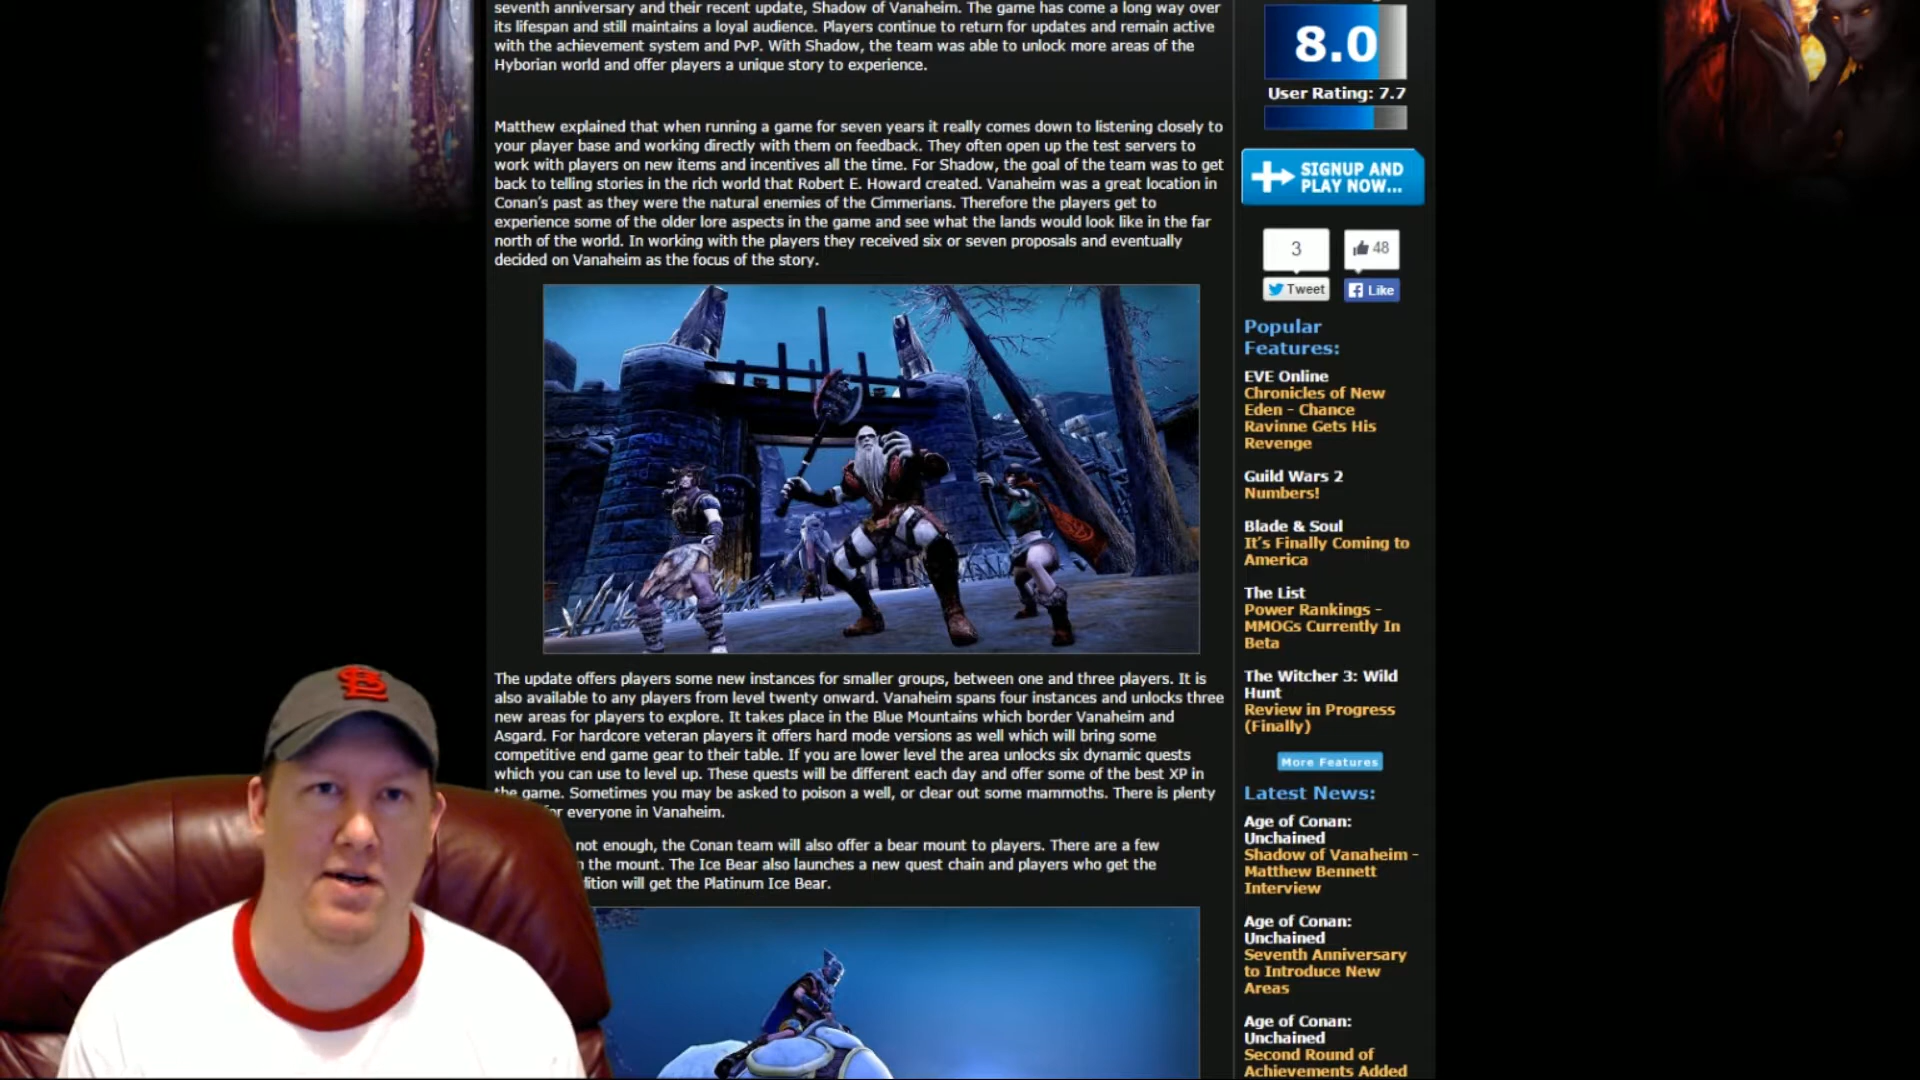 seventh anniversary and their recent update, Shadow of Vanaheim. The game has come a long way over
its lifespan and still maintains a loyal audience. Players continue to return for updates and remain active
with the achievement system and PvP. With Shadow, the team was able to unlock more areas of the
Hyborian world and offer players a unique story to experience.
Matthew explained that when running a game for seven years it really comes down to listening closely to
your player base and working directly with them on feedback. They often open up the test servers to
work with players on new items and incentives all the time. For Shadow, the goal of the team was to get
back to telling stories in the rich world that Robert E. Howard created. Vanaheim was a great location in
Conan's past as they were the natural enemies of the Cimmerians. Therefore the players get to
experience some of the older lore aspects in the game and see what the lands would look like in the far
north of the world. In working with the players they received six or seven proposals and eventually
decided on Vanaheim as the focus of the story.
The update offers players some new instances for smaller groups, between one and three players. It is
also available to any players from level twenty onward. Vanaheim spans four instances and unlocks three
new areas for players to explore. It takes place in the Blue Mountains which border Vanaheim and
Asgard. For hardcore veteran players it offers hard mode versions as well which will bring some
competitive end game gear to their table. If you are lower level the area unlocks six dynamic quests
which you can use to level up. These quests will be different each day and offer some of the best XP in
the game. Sometimes you may be asked to poison a well, or clear out some mammoths. There is plenty
everyone in Vanaheim.
not enough, the Conan team will also offer a bear mount to players. There are a few
the mount. The Ice Bear also launches a new quest chain and players who get the
will get the Platinum Ice Bear.
8.0
User Rating: 7.7
SIGNUP AND
PLAY NOW...
3
48
Tweet
Like
Popular
Features:
EVE Online
Chronicles of New
Eden - Chance
Ravinne Gets His
Revenge
Guild Wars 2
Numbers!
Blade & Soul
It's Finally Coming to
America
The List
Power Rankings -
MMOGs Currently In
Beta
The Witcher 3: Wild
Hunt
Review in Progress
(Finally)
More Features
Latest News:
Age of Conan:
Unchained
Shadow of Vanaheim -
Matthew Bennett
Interview
Age of Conan:
Unchained
Seventh Anniversary
to Introduce New
Areas
Age of Conan:
Unchained
Second Round of
Achievements Added